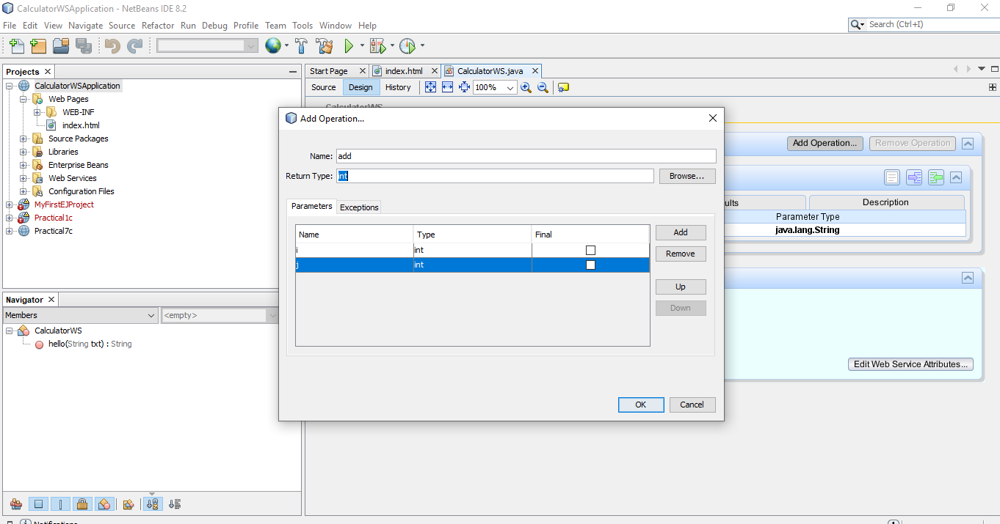 CalculatorWSApplication - NetBeans IDE 8.2
File Edit View Navigate Source Refactor Run Debug Profile Team Tools Window Help
Search (Ctrl+I)
Projects
CalculatorWSApplication
Web Pages
WEB-INF
index.html
Source Packages
Libraries
Enterprise Beans
Web Services
Configuration Files
MyFirstEJProject
Practical1c
Practical7c
Navigator
Members
<empty>
CalculatorWS
hello(String txt) : String
Start Page index.html CalculatorWS.java
Source Design History 100%
CalculatorWS
Add Operation... Remove Operation
ults Description
Parameter Type
java.lang.String
Edit Web Service Attributes...
Add Operation...
Name: add
Return Type: int Browse...
Parameters Exceptions
Name Type Final
i int
j int
Add
Remove
Up
Down
OK Cancel
Notifications